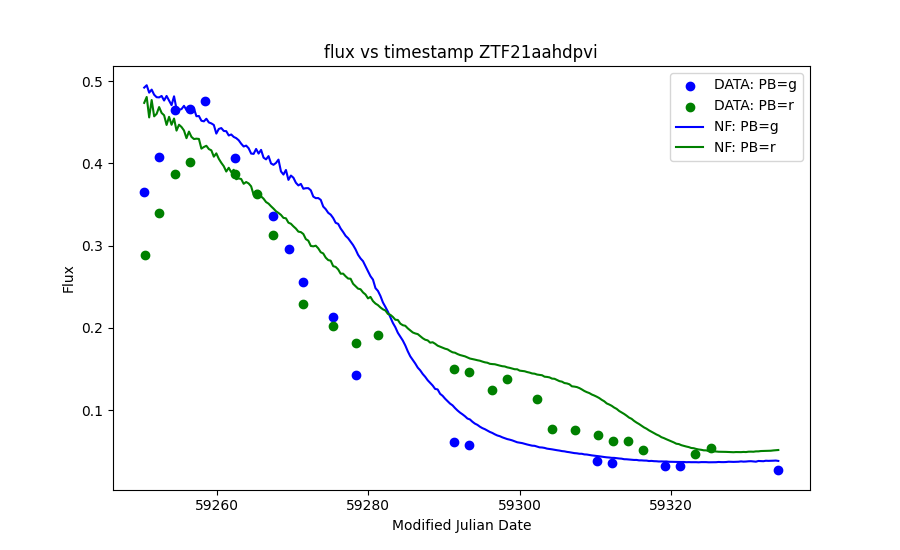 flux vs timestamp ZTF21aahdpvi
DATA: PB=g
DATA: PB=r
NF: PB=g
NF: PB=r
Flux
0.5
0.4
0.3
0.2
0.1
59260
59280
59300
59320
Modified Julian Date